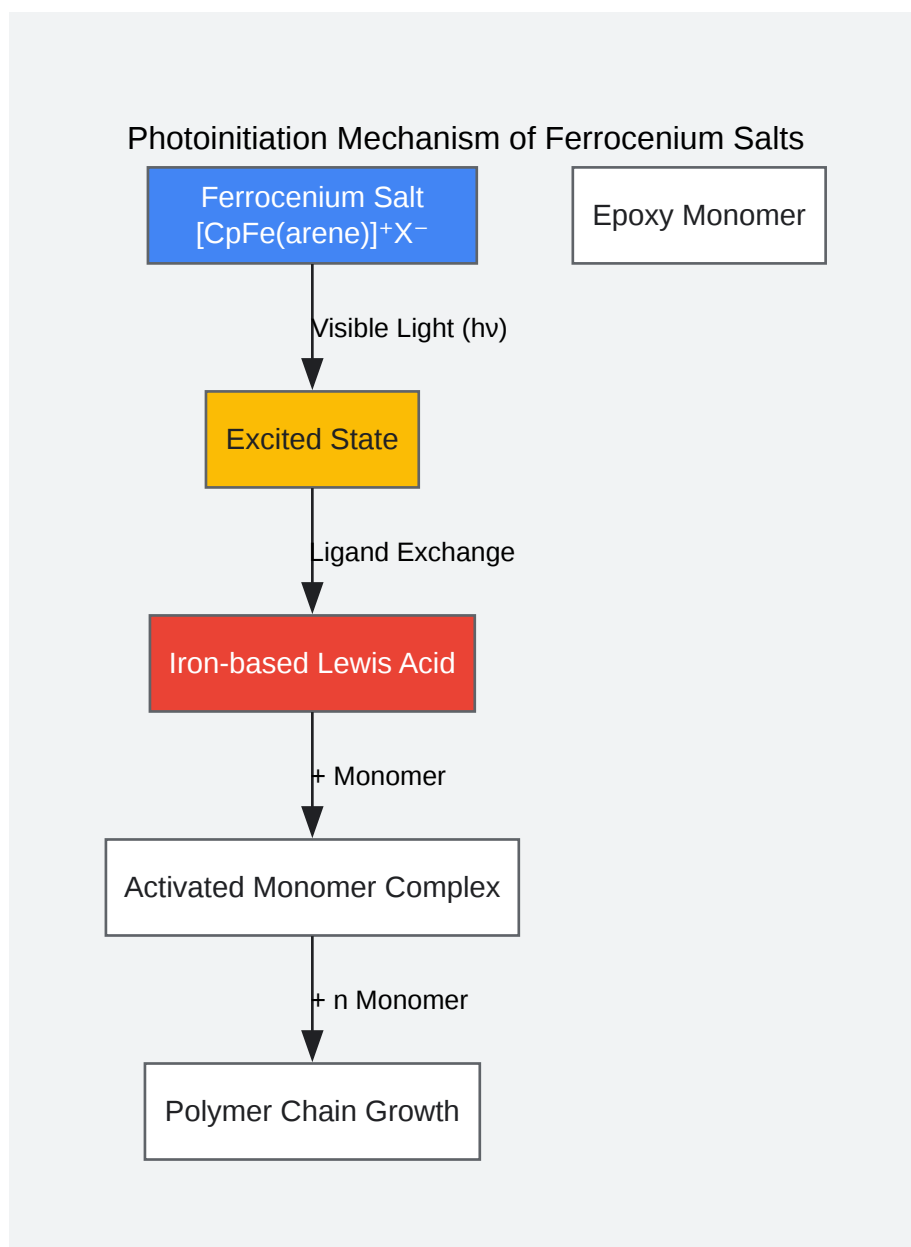 Photoinitiation Mechanism of Ferrocenium Salts
Ferrocenium Salt
[CpFe(arene)]⁺X⁻
Epoxy Monomer
Visible Light (hν)
Excited State
Ligand Exchange
Iron-based Lewis Acid
+ Monomer
Activated Monomer Complex
+ n Monomer
Polymer Chain Growth